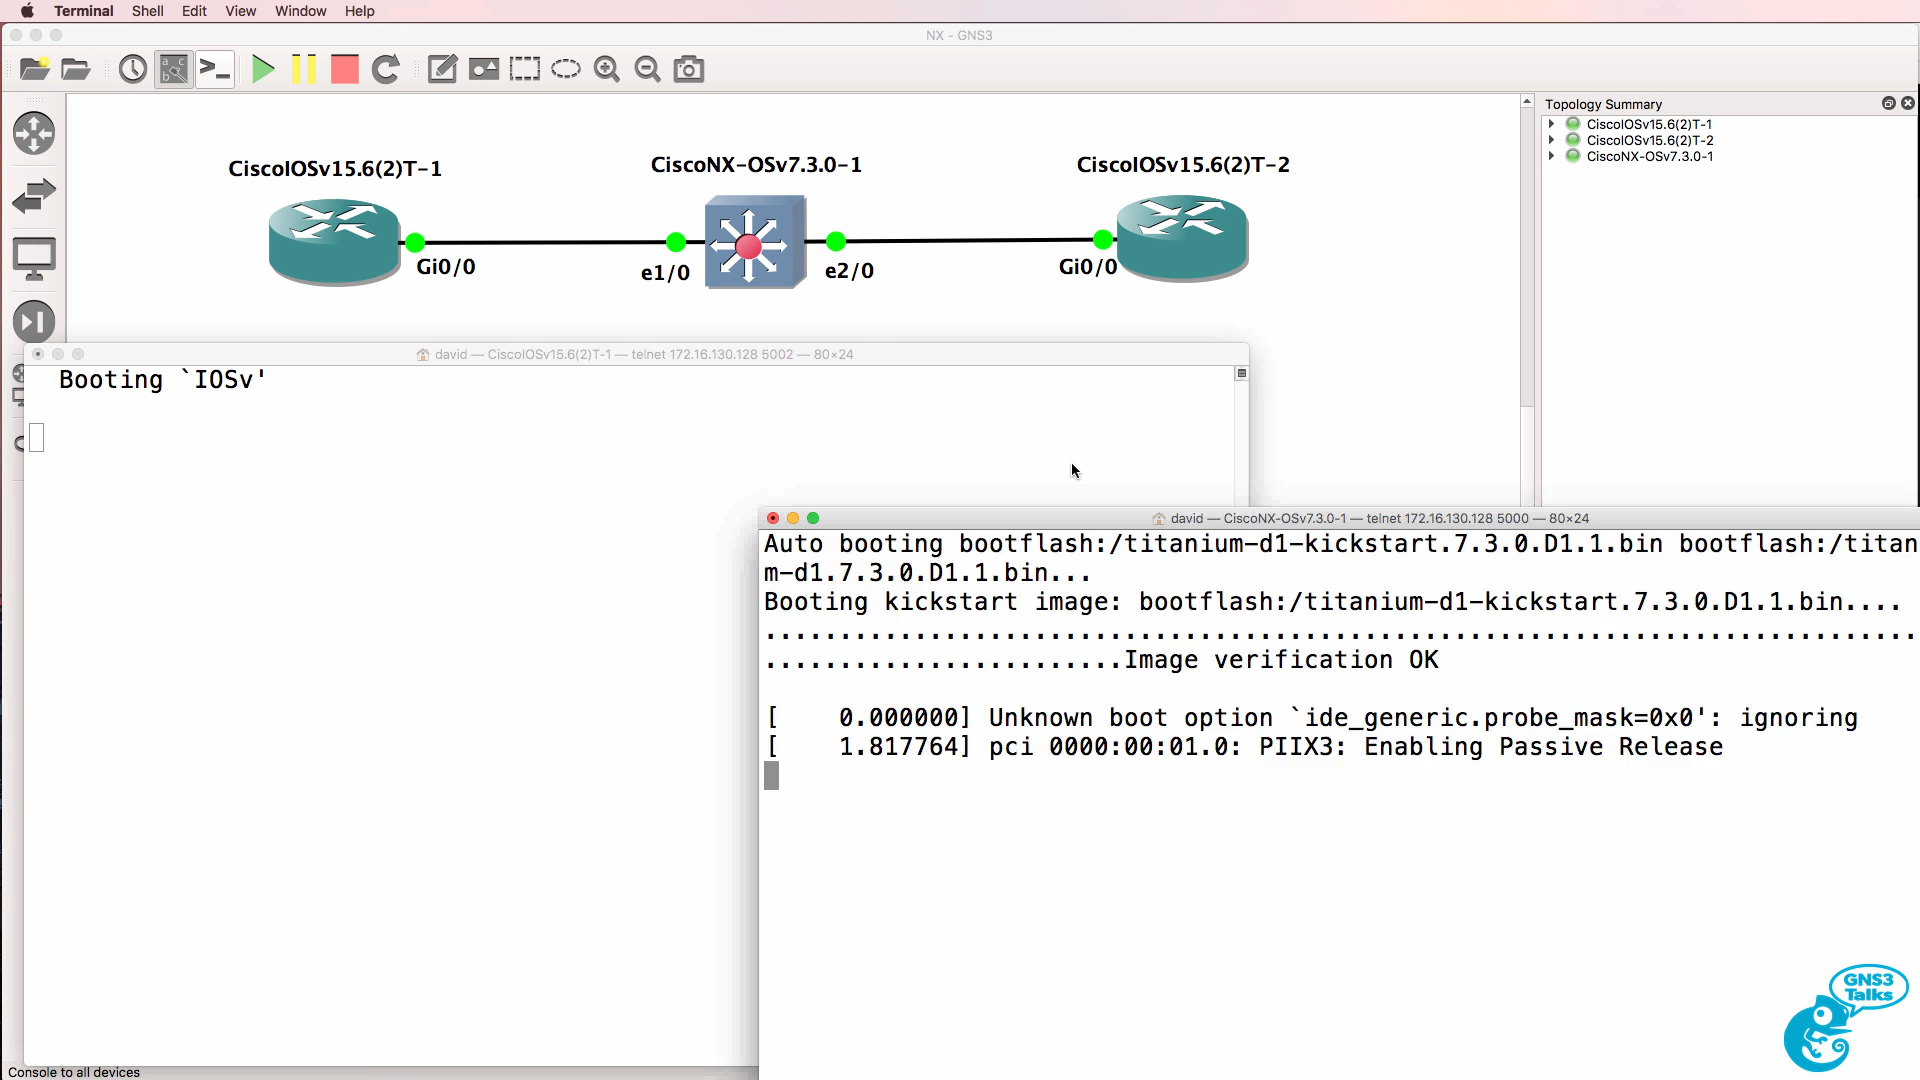 Terminal Shell Edit View Window Help
NX - GNS3
Topology Summary
CiscoIOSv15.6(2)T-1
CiscoIOSv15.6(2)T-2
CiscoNX-OSv7.3.0-1
CiscoIOSv15.6(2)T-1
CiscoNX-OSv7.3.0-1
CiscoIOSv15.6(2)T-2
Gi0/0
e1/0
e2/0
Gi0/0
david — CiscoIOSv15.6(2)T-1 — telnet 172.16.130.128 5002 — 80×24
Booting `IOSv'
david — CiscoNX-OSv7.3.0-1 — telnet 172.16.130.128 5000 — 80×24
Auto booting bootflash:/titanium-d1-kickstart.7.3.0.D1.1.bin bootflash:/titan
m-d1.7.3.0.D1.1.bin...
Booting kickstart image: bootflash:/titanium-d1-kickstart.7.3.0.D1.1.bin....
.............................................................................
........................Image verification OK
[    0.000000] Unknown boot option `ide_generic.probe_mask=0x0': ignoring
[    1.817764] pci 0000:00:01.0: PIIX3: Enabling Passive Release
GNS3
Talks
Console to all devices